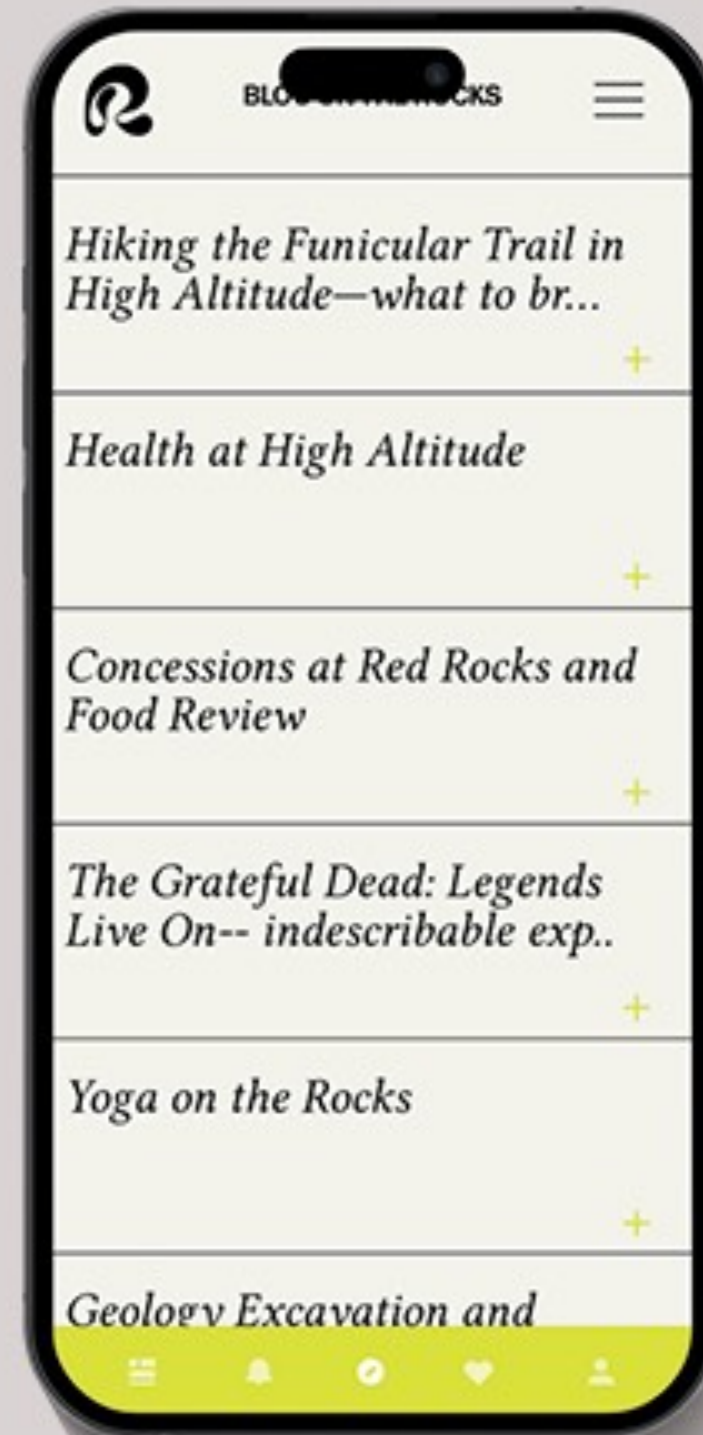 R
Hiking the Funicular Trail in
High Altitude—what to br...
+
Health at High Altitude
+
Concessions at Red Rocks and
Food Review
+
The Grateful Dead: Legends
Live On-- indescribable exp..
+
Yoga on the Rocks
+
Geology Excavation and